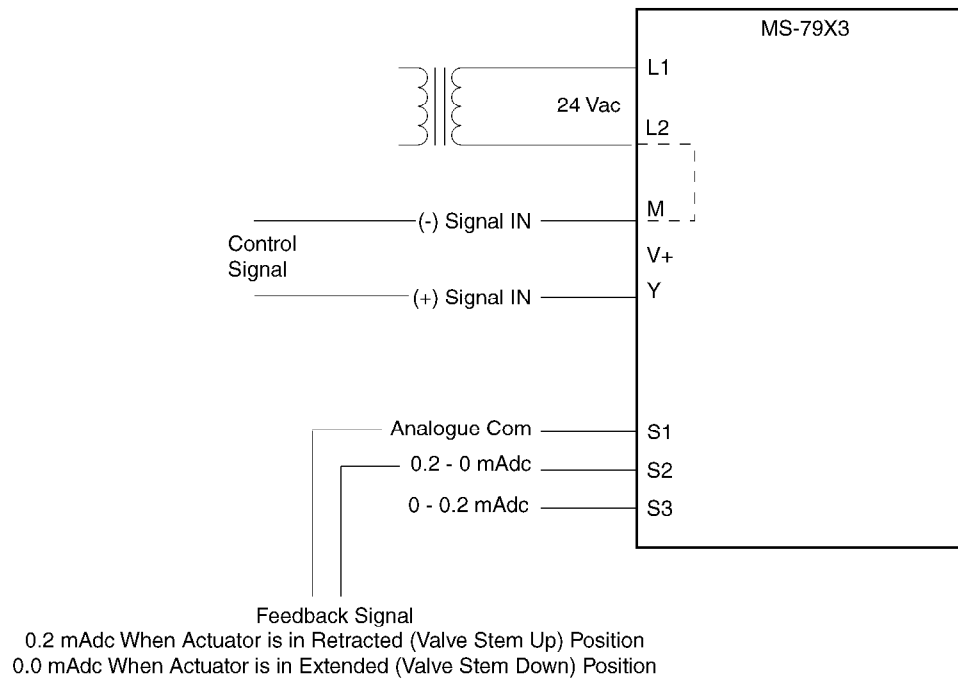 MS-79X3
L1
24 Vac
L2
M
(-) Signal IN
Control
Signal
V+
(+) Signal IN
Y
Analogue Com
S1
0.2 - 0 mAdc
S2
0 - 0.2 mAdc
S3
Feedback Signal
0.2 mAdc When Actuator is in Retracted (Valve Stem Up) Position
0.0 mAdc When Actuator is in Extended (Valve Stem Down) Position